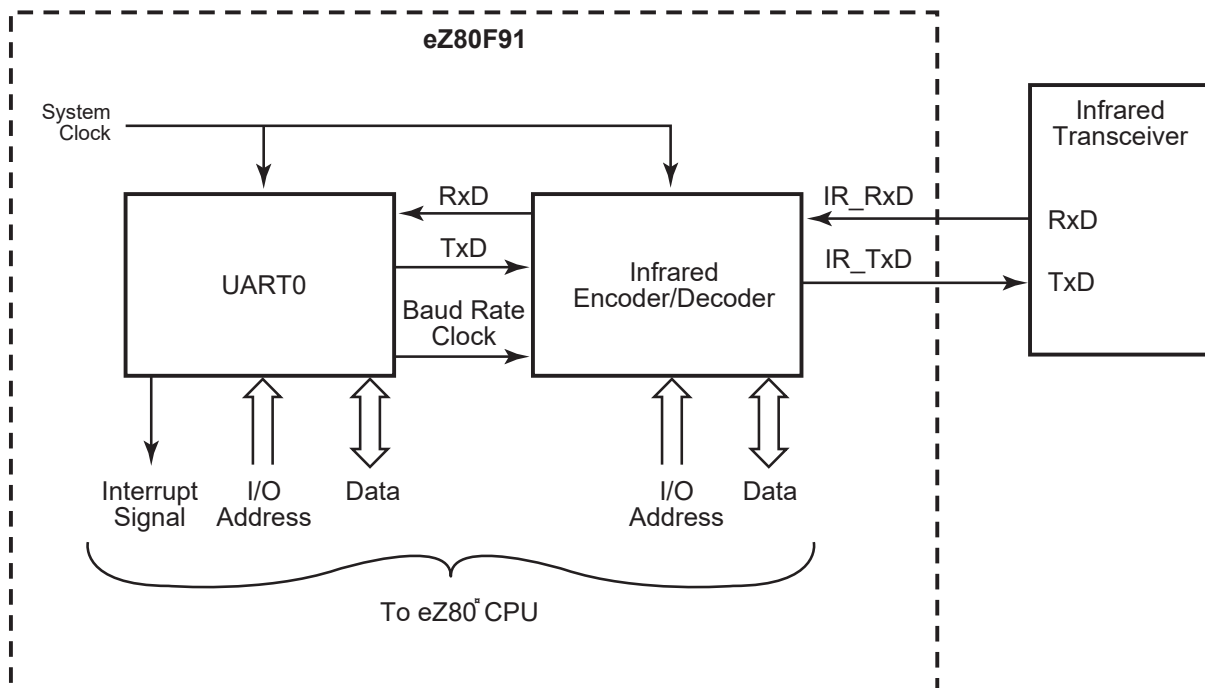 eZ80F91
System
Clock
Infrared
Transceiver
RxD
TxD
Baud Rate
Clock
UART0
Infrared
Encoder/Decoder
IR_RxD
IR_TxD
RxD
TxD
Interrupt
Signal
I/O
Address
Data
I/O
Address
Data
To eZ80 CPU